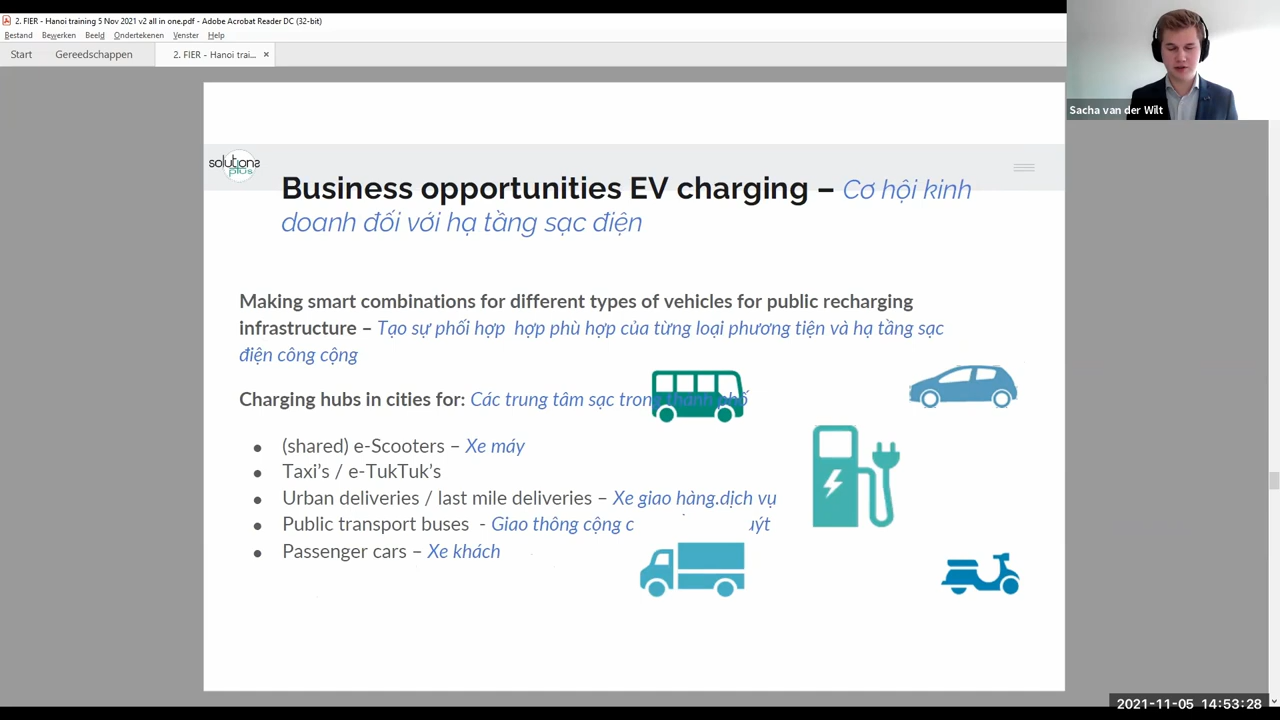 2. FIER - Hanoi training 5 Nov 2021 v2 all in one.pdf - Adobe Acrobat Reader DC (32-bit)
Bestand Bewerken Beeld Ondertekenen Venster Help
Start Gereedschappen 2. FIER - Hanoi trai... ×
Sacha van der Wilt
solutions
plus
Business opportunities EV charging – Cơ hội kinh
doanh đối với hạ tầng sạc điện
Making smart combinations for different types of vehicles for public recharging
infrastructure – Tạo sự phối hợp hợp phù hợp của từng loại phương tiện và hạ tầng sạc
điện công cộng
Charging hubs in cities for: Các trung tâm sạc trong thành phố
• (shared) e-Scooters – Xe máy
• Taxi's / e-TukTuk's
• Urban deliveries / last mile deliveries – Xe giao hàng.dịch vụ
• Public transport buses - Giao thông cộng c
• Passenger cars – Xe khách
2021-11-05 14:53:28